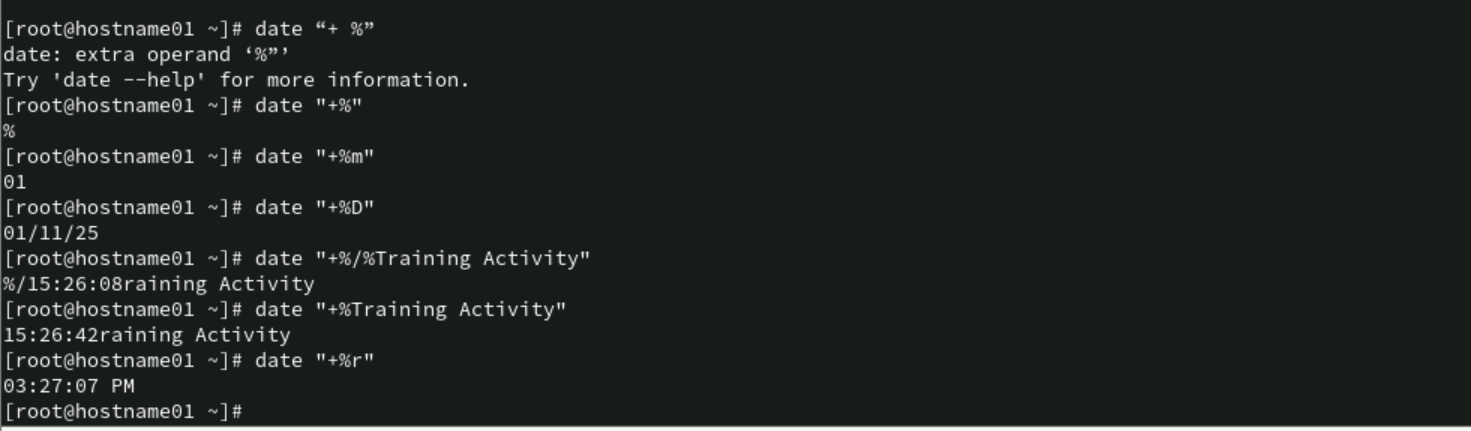 [root@hostname01 ~]# date “+ %”
date: extra operand ‘%”’
Try 'date --help' for more information.
[root@hostname01 ~]# date "+%"
%
[root@hostname01 ~]# date "+%m"
01
[root@hostname01 ~]# date "+%D"
01/11/25
[root@hostname01 ~]# date "+%/%Training Activity"
%/15:26:08raining Activity
[root@hostname01 ~]# date "+%Training Activity"
15:26:42raining Activity
[root@hostname01 ~]# date "+%r"
03:27:07 PM
[root@hostname01 ~]#